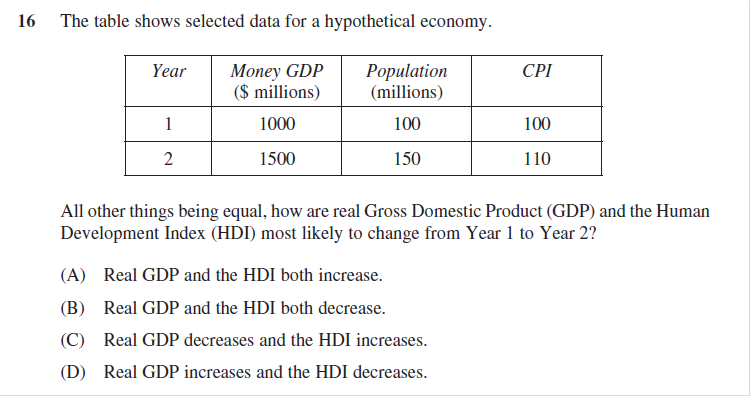 16 The table shows selected data for a hypothetical economy.
Year Money GDP Population CPI
($ millions) (millions)
1 1000 100 100
2 1500 150 110
All other things being equal, how are real Gross Domestic Product (GDP) and the Human
Development Index (HDI) most likely to change from Year 1 to Year 2?
(A) Real GDP and the HDI both increase.
(B) Real GDP and the HDI both decrease.
(C) Real GDP decreases and the HDI increases.
(D) Real GDP increases and the HDI decreases.